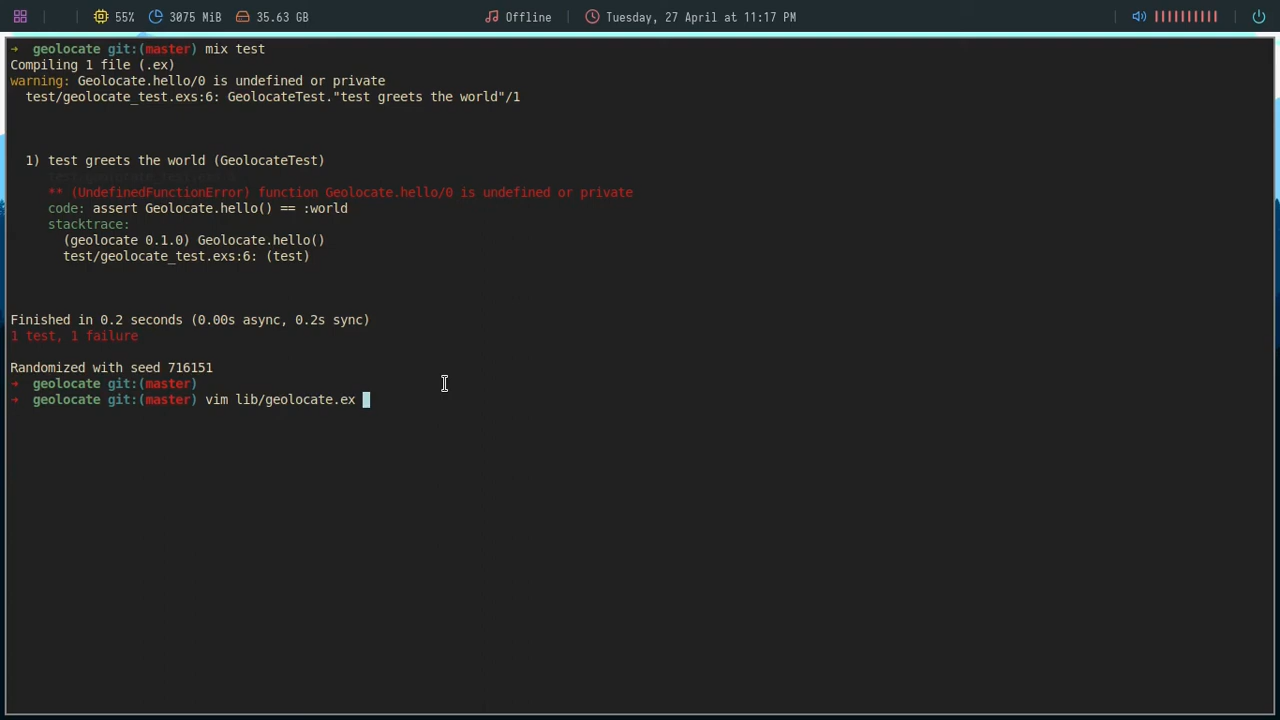 55% 3075 MiB 35.63 GB Offline Tuesday, 27 April at 11:17 PM
→ geolocate git:(master) mix test
Compiling 1 file (.ex)
warning: Geolocate.hello/0 is undefined or private
test/geolocate_test.exs:6: GeolocateTest."test greets the world"/1
1) test greets the world (GeolocateTest)
test/geolocate_test.exs:5
** (UndefinedFunctionError) function Geolocate.hello/0 is undefined or private
code: assert Geolocate.hello() == :world
stacktrace:
(geolocate 0.1.0) Geolocate.hello()
test/geolocate_test.exs:6: (test)
Finished in 0.2 seconds (0.00s async, 0.2s sync)
1 test, 1 failure
Randomized with seed 716151
→ geolocate git:(master)
→ geolocate git:(master) vim lib/geolocate.ex